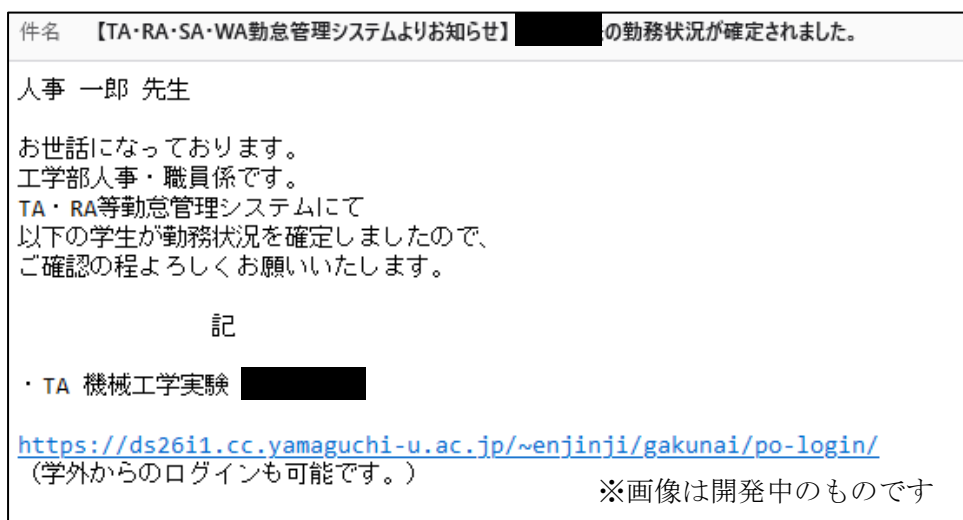 件名 【TA・RA・SA・WA勤怠管理システムよりお知らせ】 の勤務状況が確定されました。
人事 一郎 先生
お世話になっております。
工学部人事・職員係です。
TA・RA等勤怠管理システムにて
以下の学生が勤務状況を確定しましたので、
ご確認の程よろしくお願いいたします。
記
・TA 機械工学実験
https://ds26i1.cc.yamaguchi-u.ac.jp/~enjinji/gakunai/po-login/
（学外からのログインも可能です。）
※画像は開発中のものです